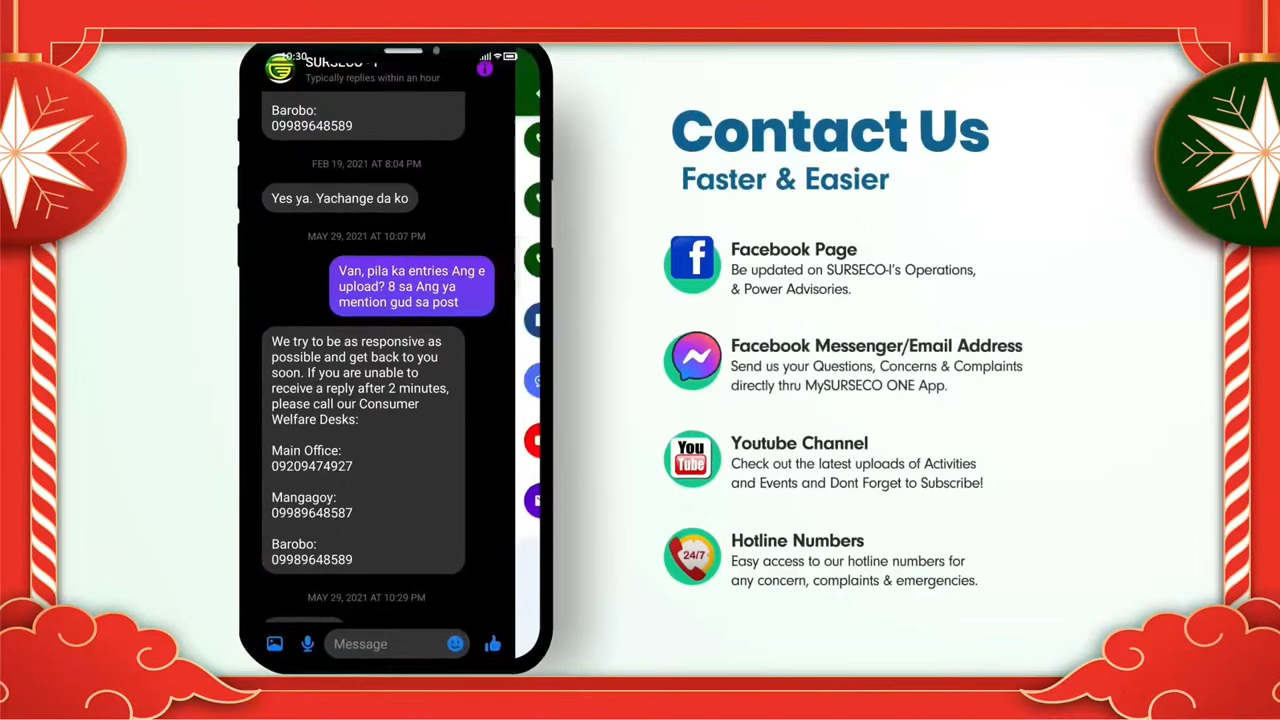 10:30
SURSECO - I
Typically replies within an hour
Barobo:
09989648589
FEB 19, 2021 AT 8:04 PM
Yes ya. Yachange da ko
MAY 29, 2021 AT 10:07 PM
Van, pila ka entries Ang e
upload? 8 sa Ang ya
mention gud sa post
We try to be as responsive as
possible and get back to you
soon. If you are unable to
receive a reply after 2 minutes,
please call our Consumer
Welfare Desks:
Main Office:
09209474927
Mangagoy:
09989648587
Barobo:
09989648589
MAY 29, 2021 AT 10:29 PM
Message
Contact Us
Faster & Easier
Facebook Page
Be updated on SURSECO-I's Operations,
& Power Advisories.
Facebook Messenger/Email Address
Send us your Questions, Concerns & Complaints
directly thru MySURSECO ONE App.
You
Tube
Youtube Channel
Check out the latest uploads of Activities
and Events and Dont Forget to Subscribe!
24/7
Hotline Numbers
Easy access to our hotline numbers for
any concern, complaints & emergencies.